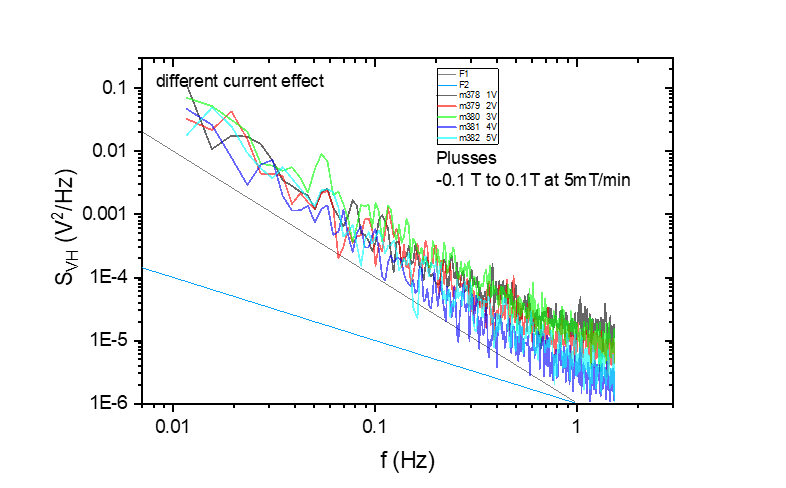 different current effect
F1
F2
m378 1V
m379 2V
m380 3V
m381 4V
m382 5V
Plusses
-0.1 T to 0.1T at 5mT/min
S_VH (V²/Hz)
0.1
0.01
0.001
1E-4
1E-5
1E-6
0.01 0.1 1
f (Hz)